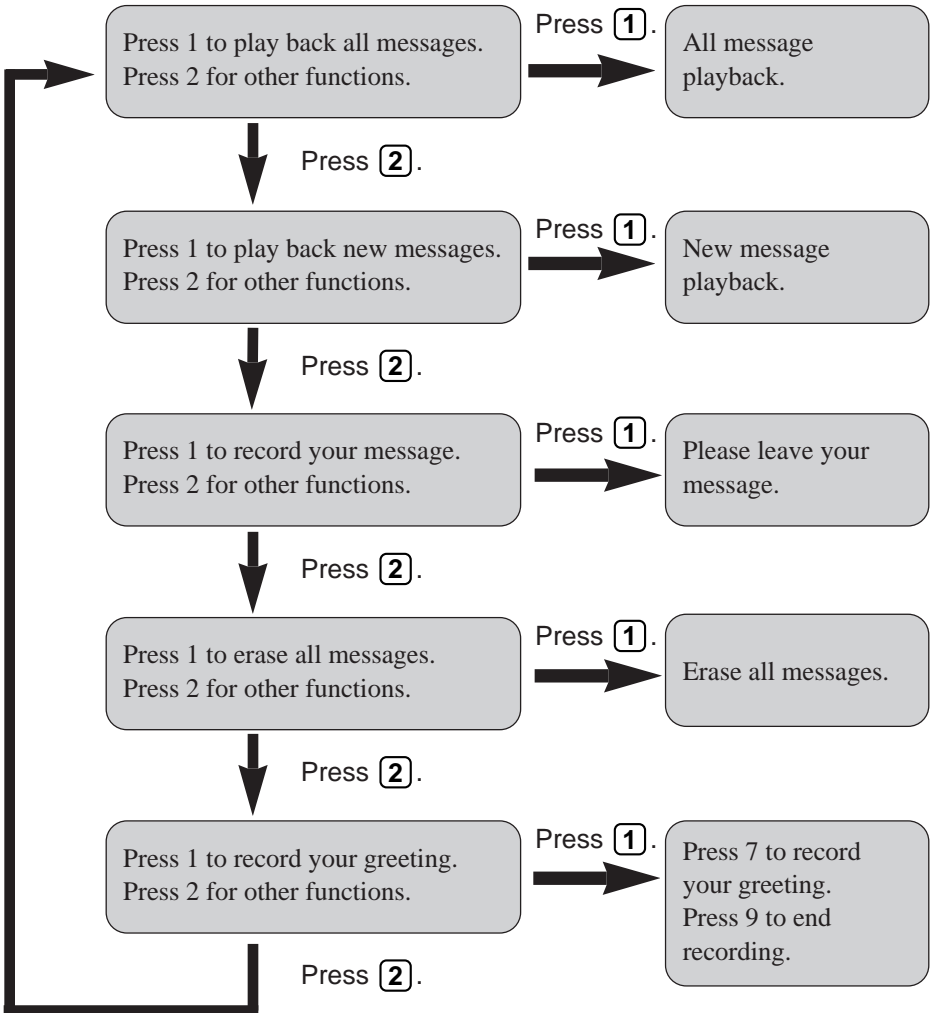 Press 1 to play back all messages.
Press 2 for other functions.
Press 1.
All message
playback.
Press 2.
Press 1 to play back new messages.
Press 2 for other functions.
Press 1.
New message
playback.
Press 2.
Press 1 to record your message.
Press 2 for other functions.
Press 1.
Please leave your
message.
Press 2.
Press 1 to erase all messages.
Press 2 for other functions.
Press 1.
Erase all messages.
Press 2.
Press 1 to record your greeting.
Press 2 for other functions.
Press 1.
Press 7 to record
your greeting.
Press 9 to end
recording.
Press 2.